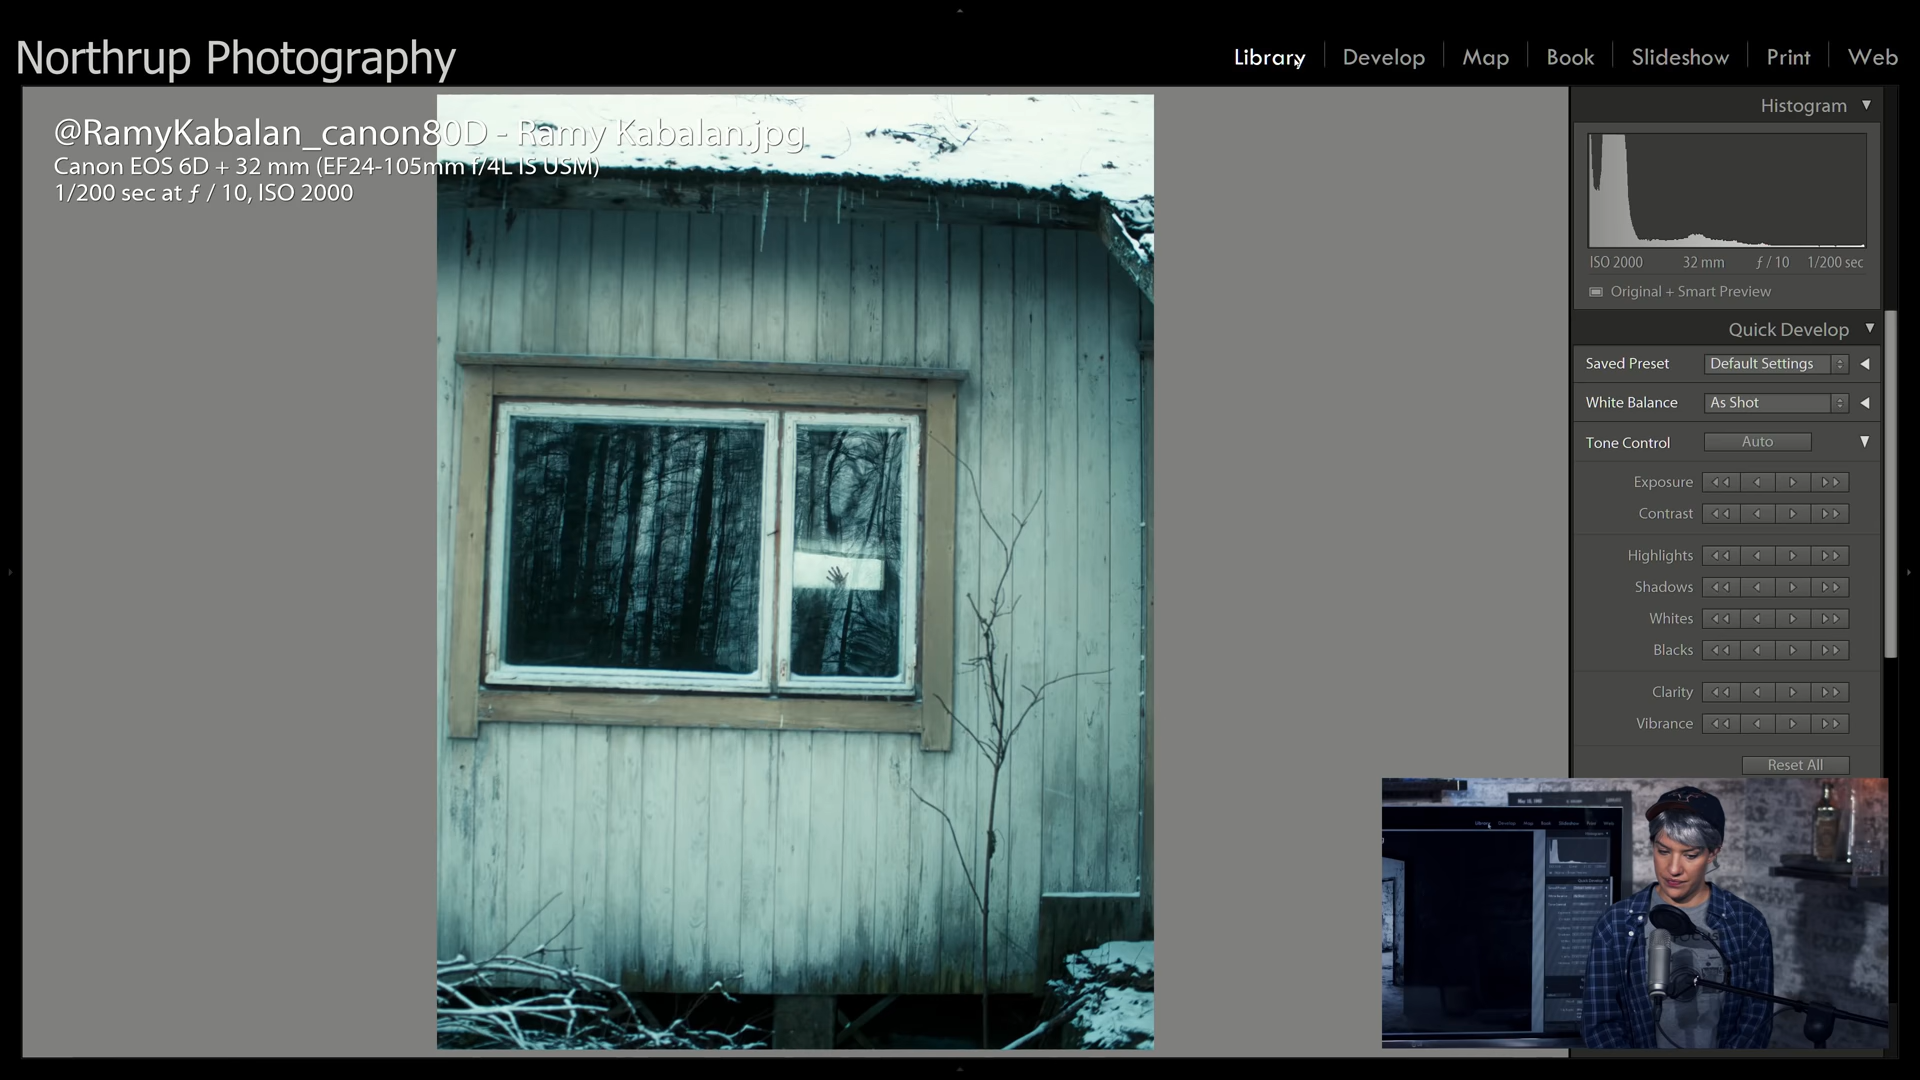 Northrup Photography
Library Develop Map Book Slideshow Print Web
@RamyKabalan_canon80D - Ramy Kabalan.jpg
Canon EOS 6D + 32 mm (EF24-105mm f/4L IS USM)
1/200 sec at ƒ / 10, ISO 2000
Histogram
ISO 2000 32 mm ƒ / 10 1/200 sec
Original + Smart Preview
Quick Develop
Saved Preset Default Settings
White Balance As Shot
Tone Control Auto
Exposure
Contrast
Highlights
Shadows
Whites
Blacks
Clarity
Vibrance
Reset All